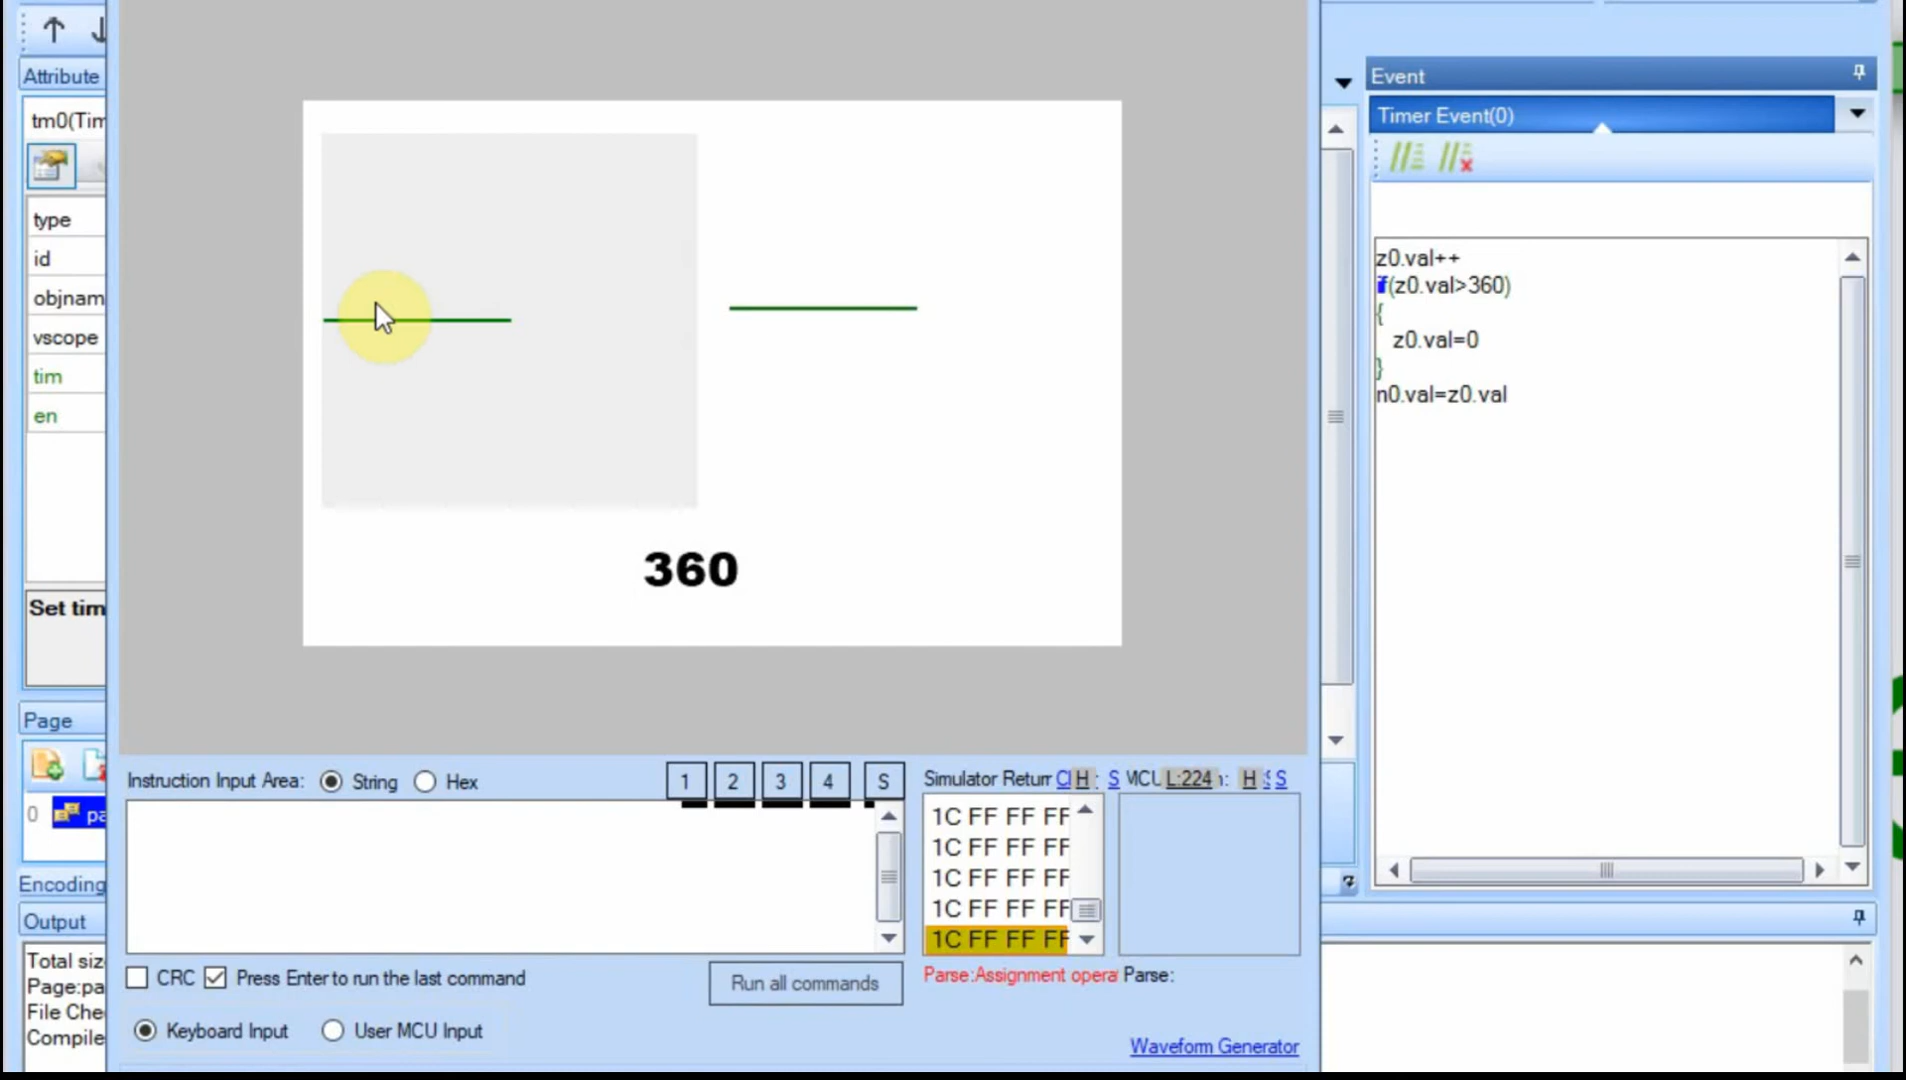 Attribute
tm0(Tim
type
id
objnam
vscope
tim
en
Set tim
Page
0 pa
Encoding
Output
Total siz
Page:pa
File Che
Compile
360
Instruction Input Area: String Hex
1 2 3 4 S
CRC Press Enter to run the last command
Run all commands
Keyboard Input User MCU Input
Simulator Return H : S MCU L:224 n: H S
1C FF FF FF
1C FF FF FF
1C FF FF FF
1C FF FF FF
1C FF FF FF
Parse:Assignment opera Parse:
Waveform Generator
Event
Timer Event(0)
z0.val++
if(z0.val>360)
{
z0.val=0
}
n0.val=z0.val